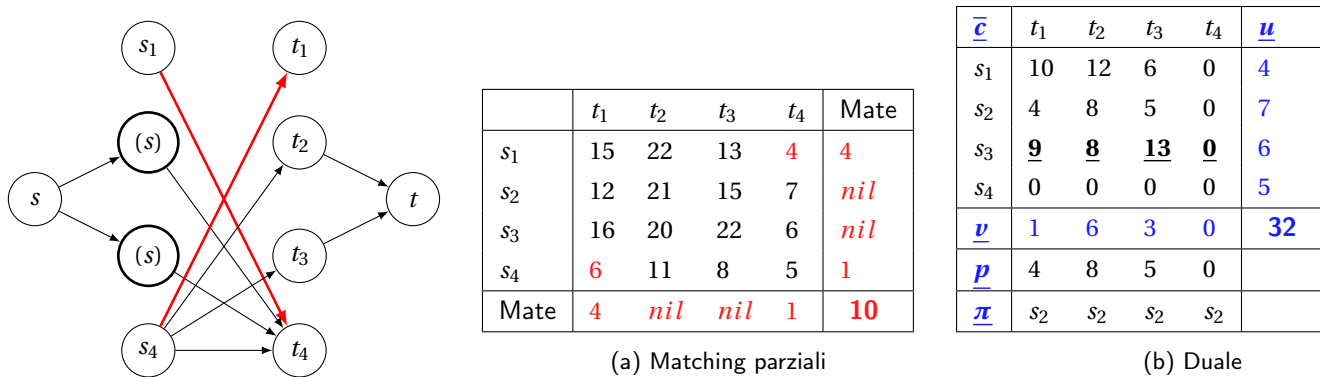 s₁ t₁
(s) t₂
s t
(s) t₃
s₄ t₄
t₁ t₂ t₃ t₄ Mate
s₁ 15 22 13 4 4
s₂ 12 21 15 7 nil
s₃ 16 20 22 6 nil
s₄ 6 11 8 5 1
Mate 4 nil nil 1 10
(a) Matching parziali
c̅ t₁ t₂ t₃ t₄ u
s₁ 10 12 6 0 4
s₂ 4 8 5 0 7
s₃ 9 8 13 0 6
s₄ 0 0 0 0 5
v 1 6 3 0 32
p 4 8 5 0
π s₂ s₂ s₂ s₂
(b) Duale